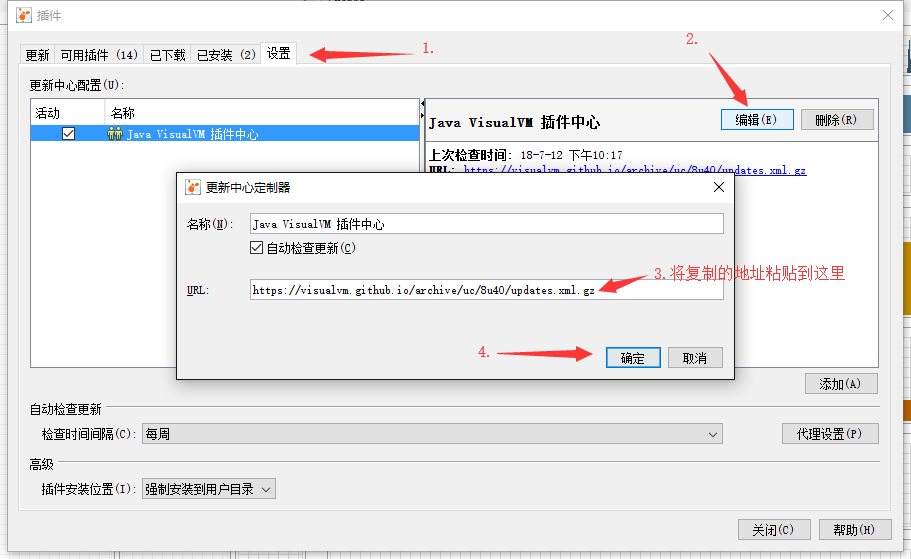 插件
更新 可用插件 (14) 已下载 已安装 (2) 设置
1.
2.
更新中心配置(U):
活动 名称
Java VisualVM 插件中心
Java VisualVM 插件中心
编辑(E) 删除(R)
上次检查时间: 18-7-12 下午10:17
URL: https://visualvm.github.io/archive/uc/8u40/updates.xml.gz
更新中心定制器
名称(N): Java VisualVM 插件中心
自动检查更新(C)
3.将复制的地址粘贴到这里
URL: https://visualvm.github.io/archive/uc/8u40/updates.xml.gz
4.
确定 取消
添加(A)
自动检查更新
检查时间间隔(C): 每周 代理设置(P)
高级
插件安装位置(I): 强制安装到用户目录
关闭(C) 帮助(H)